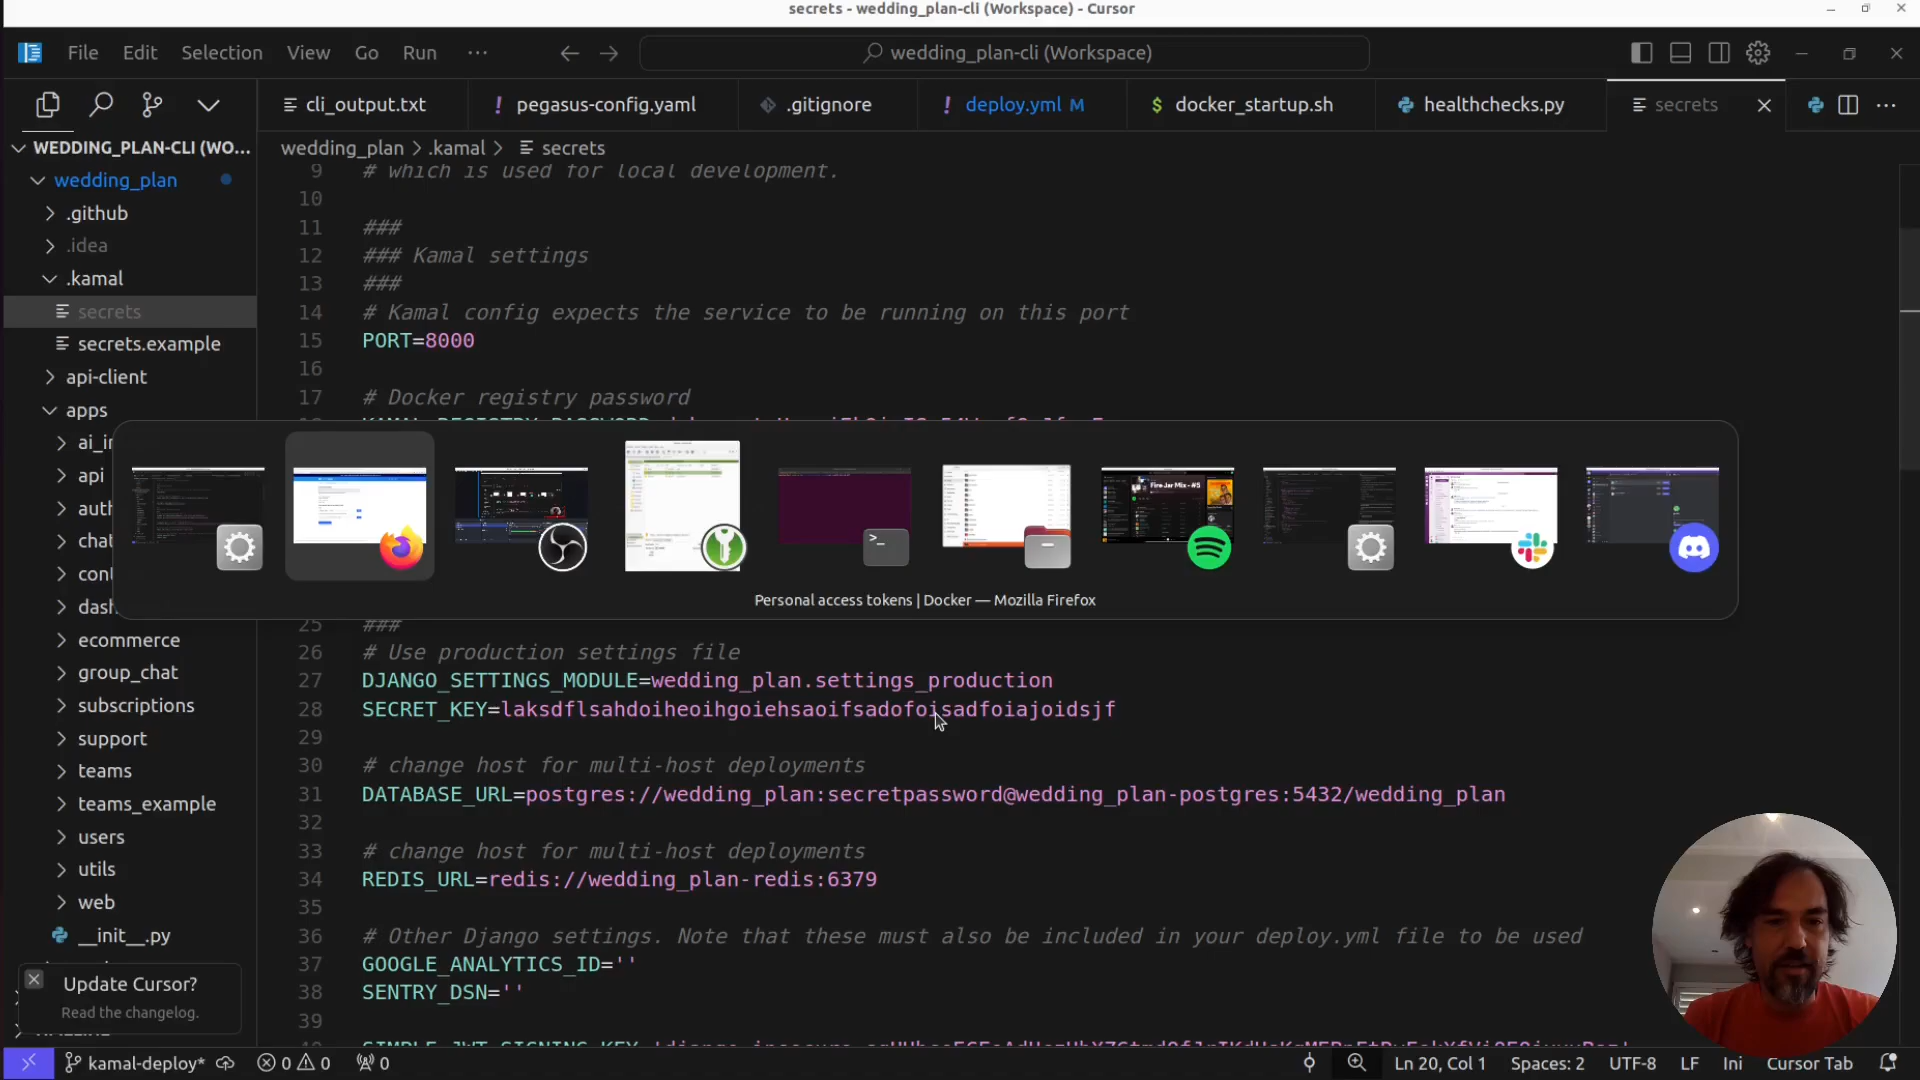 secrets - wedding_plan-cli (Workspace) - Cursor
File Edit Selection View Go Run ···
wedding_plan-cli (Workspace)
cli_output.txt
! pegasus-config.yaml
.gitignore
! deploy.yml M
$ docker_startup.sh
healthchecks.py
secrets
WEDDING_PLAN-CLI (WO...
wedding_plan > .kamal > secrets
wedding_plan
.github
.idea
.kamal
secrets
secrets.example
api-client
apps
ai_i
api
auth
chat
cont
dash
ecommerce
group_chat
subscriptions
support
teams
teams_example
users
utils
web
__init__.py
9 # which is used for local development.
10
11 ###
12 ### Kamal settings
13 ###
14 # Kamal config expects the service to be running on this port
15 PORT=8000
16
17 # Docker registry password
Fire Jar Mix - #5
Personal access tokens | Docker — Mozilla Firefox
25 ###
26 # Use production settings file
27 DJANGO_SETTINGS_MODULE=wedding_plan.settings_production
28 SECRET_KEY=laksdflsahdoiheoihgoiehsaoifsadofoisadfoiajoidsjf
29
30 # change host for multi-host deployments
31 DATABASE_URL=postgres://wedding_plan:secretpassword@wedding_plan-postgres:5432/wedding_plan
32
33 # change host for multi-host deployments
34 REDIS_URL=redis://wedding_plan-redis:6379
35
36 # Other Django settings. Note that these must also be included in your deploy.yml file to be used
37 GOOGLE_ANALYTICS_ID=''
38 SENTRY_DSN=''
39
Update Cursor?
Read the changelog.
kamal-deploy*
0 0
0
Ln 20, Col 1
Spaces: 2
UTF-8
LF
Ini
Cursor Tab